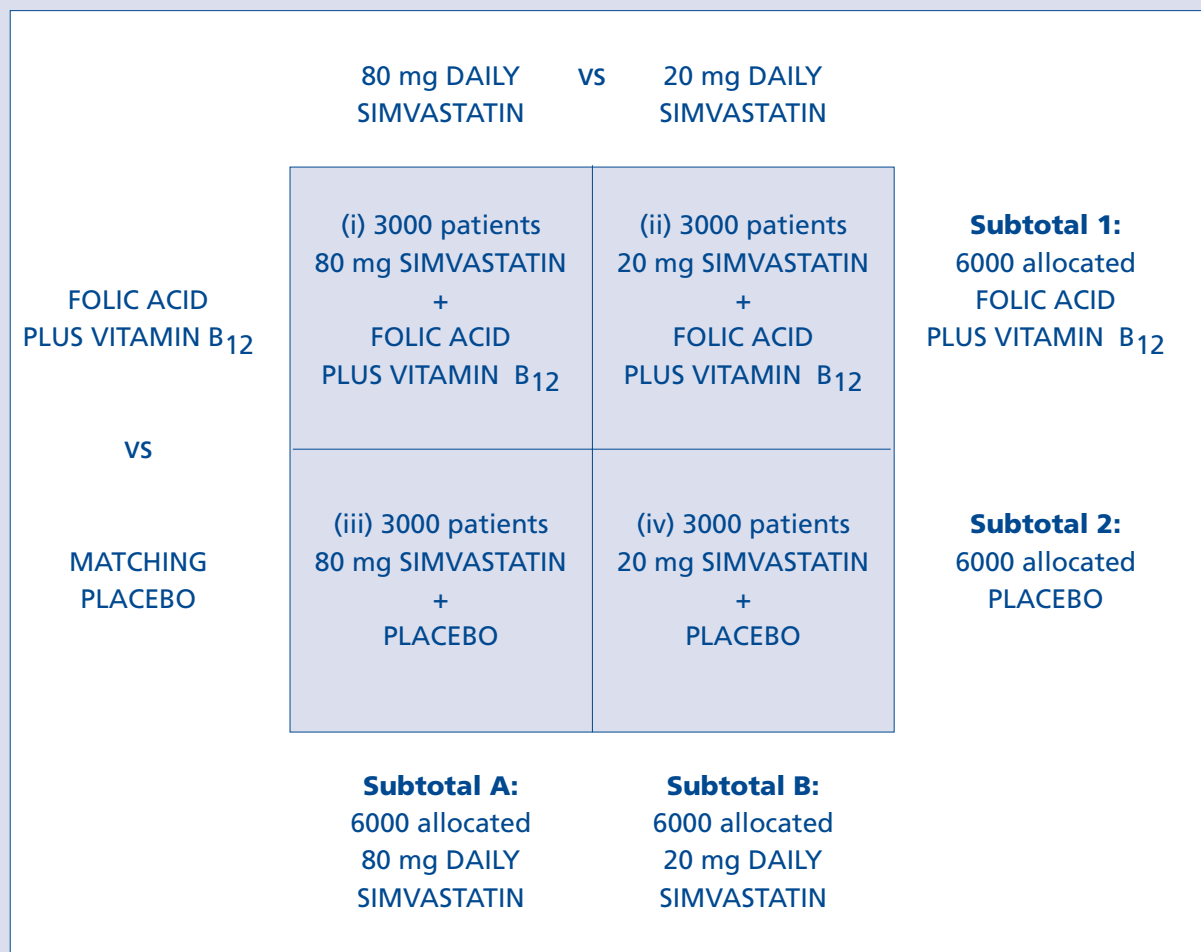 80 mg DAILY
SIMVASTATIN
VS
20 mg DAILY
SIMVASTATIN
FOLIC ACID
PLUS VITAMIN B12
VS
MATCHING
PLACEBO
(i) 3000 patients
80 mg SIMVASTATIN
+
FOLIC ACID
PLUS VITAMIN B12
(ii) 3000 patients
20 mg SIMVASTATIN
+
FOLIC ACID
PLUS VITAMIN B12
Subtotal 1:
6000 allocated
FOLIC ACID
PLUS VITAMIN B12
(iii) 3000 patients
80 mg SIMVASTATIN
+
PLACEBO
(iv) 3000 patients
20 mg SIMVASTATIN
+
PLACEBO
Subtotal 2:
6000 allocated
PLACEBO
Subtotal A:
6000 allocated
80 mg DAILY
SIMVASTATIN
Subtotal B:
6000 allocated
20 mg DAILY
SIMVASTATIN